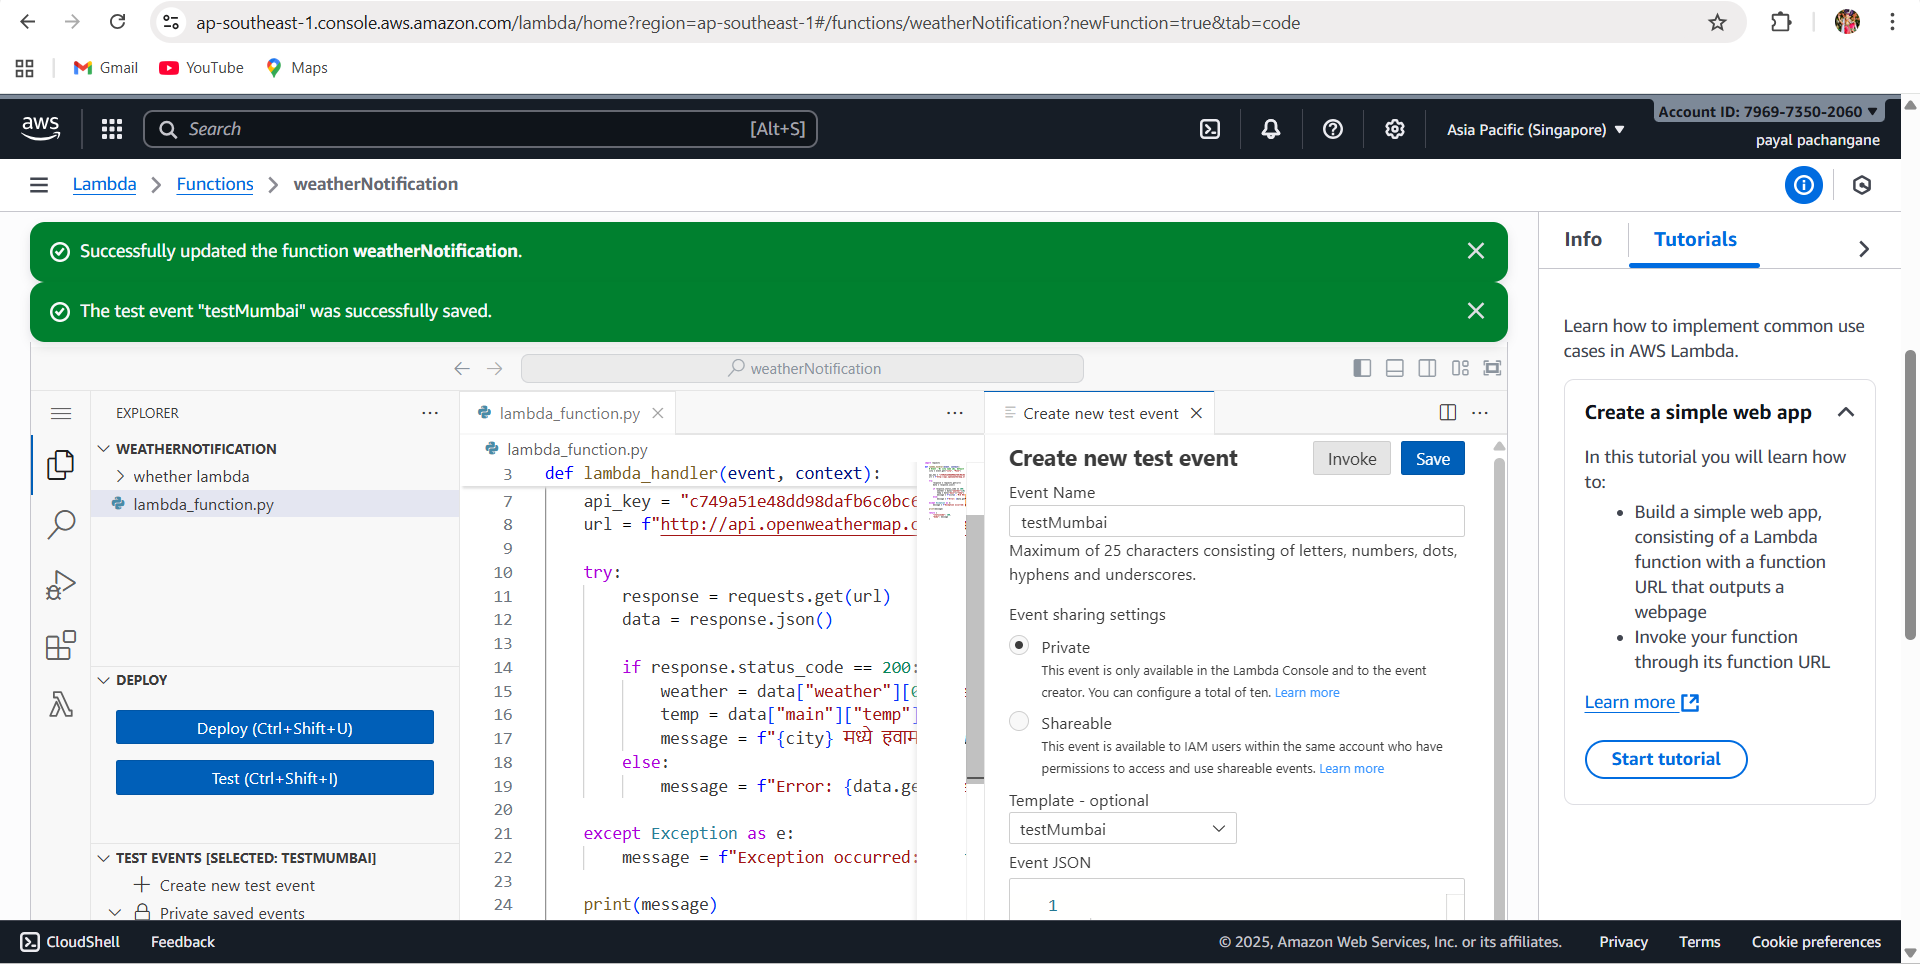 ap-southeast-1.console.aws.amazon.com/lambda/home?region=ap-southeast-1#/functions/weatherNotification?newFunction=true&tab=code
Gmail YouTube Maps
aws Search [Alt+S] Asia Pacific (Singapore) Account ID: 7969-7350-2060
payal pachangane
Lambda Functions weatherNotification
Successfully updated the function weatherNotification.
The test event "testMumbai" was successfully saved.
weatherNotification
EXPLORER
WEATHERNOTIFICATION
whether lambda
lambda_function.py
DEPLOY
Deploy (Ctrl+Shift+U)
Test (Ctrl+Shift+I)
TEST EVENTS [SELECTED: TESTMUMBAI]
Create new test event
Private saved events
lambda_function.py
lambda_function.py
3 def lambda_handler(event, context):
7 api_key = "c749a51e48dd98dafb6c0bc6
8 url = f"http://api.openweathermap.o
9
10 try:
11 response = requests.get(url)
12 data = response.json()
13
14 if response.status_code == 200:
15 weather = data["weather"][0
16 temp = data["main"]["temp"]
17 message = f"{city} मध्ये हवाम
18 else:
19 message = f"Error: {data.ge
20
21 except Exception as e:
22 message = f"Exception occurred:
23
24 print(message)
Create new test event
Create new test event Invoke Save
Event Name
testMumbai
Maximum of 25 characters consisting of letters, numbers, dots,
hyphens and underscores.
Event sharing settings
Private
This event is only available in the Lambda Console and to the event
creator. You can configure a total of ten. Learn more
Shareable
This event is available to IAM users within the same account who have
permissions to access and use shareable events. Learn more
Template - optional
testMumbai
Event JSON
1
Info Tutorials
Learn how to implement common use
cases in AWS Lambda.
Create a simple web app
In this tutorial you will learn how
to:
• Build a simple web app,
consisting of a Lambda
function with a function
URL that outputs a
webpage
• Invoke your function
through its function URL
Learn more
Start tutorial
CloudShell Feedback © 2025, Amazon Web Services, Inc. or its affiliates. Privacy Terms Cookie preferences